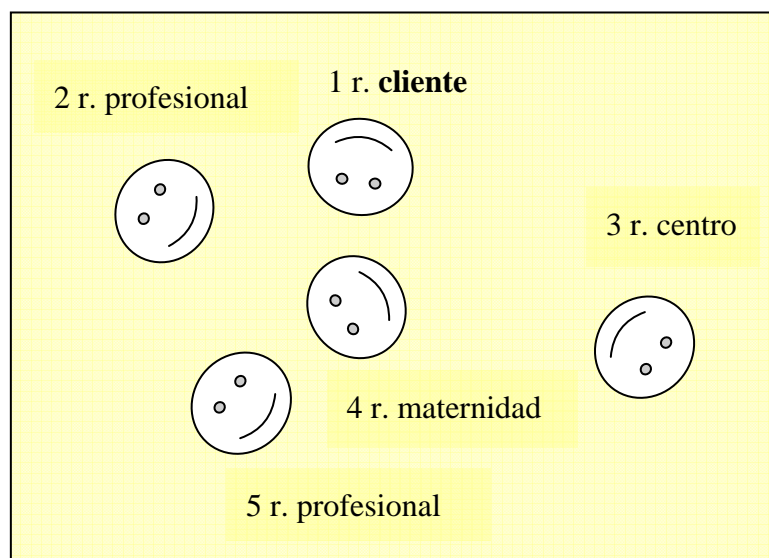 1 r. cliente
2 r. profesional
3 r. centro
4 r. maternidad
5 r. profesional